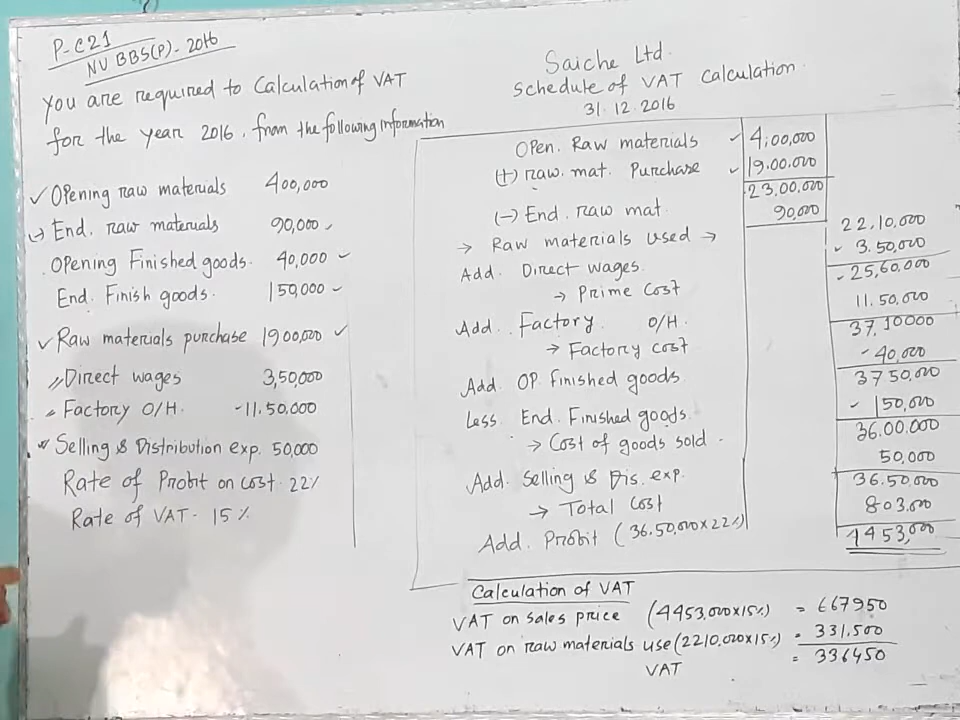 P-C21
NU BBS(P)-2016
You are required to Calculation of VAT
for the year 2016, from the following information
✓ Opening raw materials 400,000
(-) End. raw materials 90,000
Opening Finished goods. 40,000
End. Finish goods. 150,000
✓ Raw materials purchase 1900,000 ✓
Direct wages 3,50,000
Factory O/H. - 11.50.000
Selling & Distribution exp. 50,000
Rate of Profit on cost. 22%
Rate of VAT - 15%
Saiche Ltd.
Schedule of VAT Calculation
31.12.2016
Open. Raw materials ✓ 4,00,000
(+) raw. mat. Purchase ✓ 19.00.000
23,00,000
(-) End. raw mat. 90,000
→ Raw materials used → 22,10,000
Add. Direct wages. 3.50,000
→ Prime Cost 25,60,000
Add. Factory O/H. 11.50,000
→ Factory cost 37,10000
Add. OP finished goods 40,000
3750,000
Less. End. Finished goods. 150,000
→ Cost of goods sold. 36.00.000
Add. Selling & Dis. exp. 50,000
→ Total Cost 36.50,000
Add. Profit (36.50,000x22%) 803,000
4453,000
Calculation of VAT
VAT on sales price (4453,000x15%) = 667950
VAT on raw materials use (2210,000x15%) = 331,500
VAT = 336450